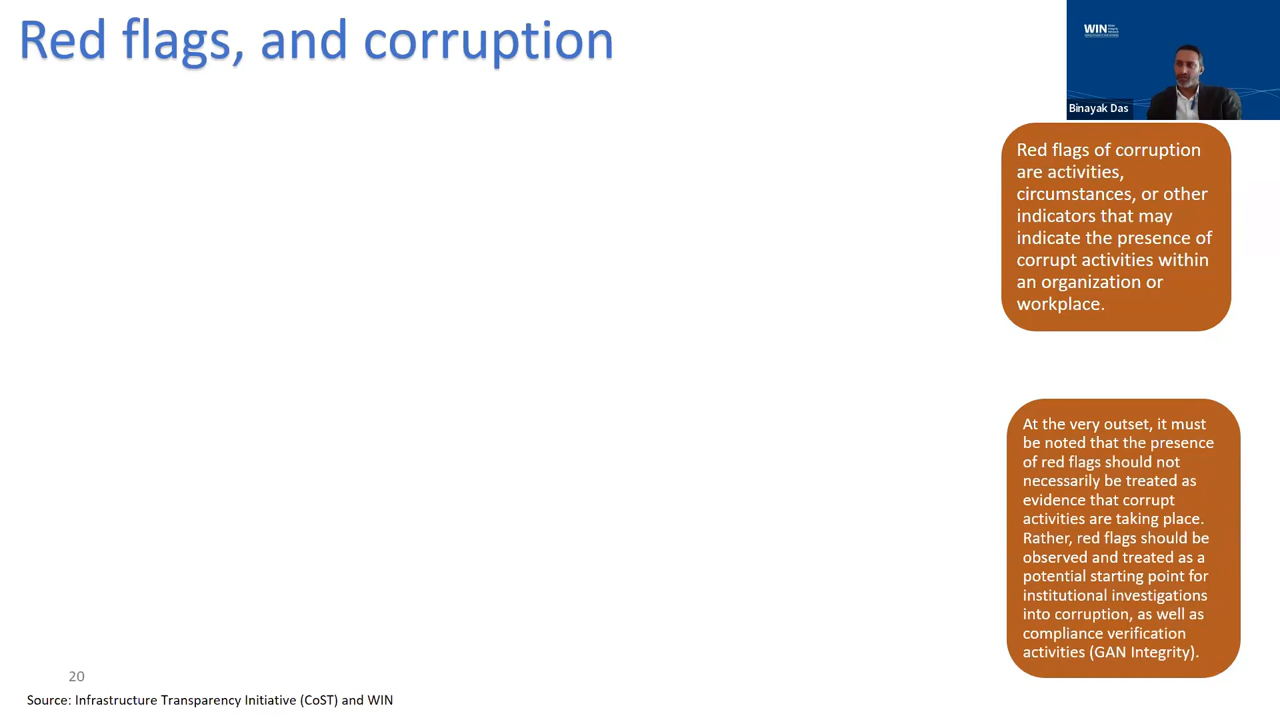 Red flags, and corruption
WIN
Binayak Das
Red flags of corruption
are activities,
circumstances, or other
indicators that may
indicate the presence of
corrupt activities within
an organization or
workplace.
At the very outset, it must
be noted that the presence
of red flags should not
necessarily be treated as
evidence that corrupt
activities are taking place.
Rather, red flags should be
observed and treated as a
potential starting point for
institutional investigations
into corruption, as well as
compliance verification
activities (GAN Integrity).
20
Source: Infrastructure Transparency Initiative (CoST) and WIN